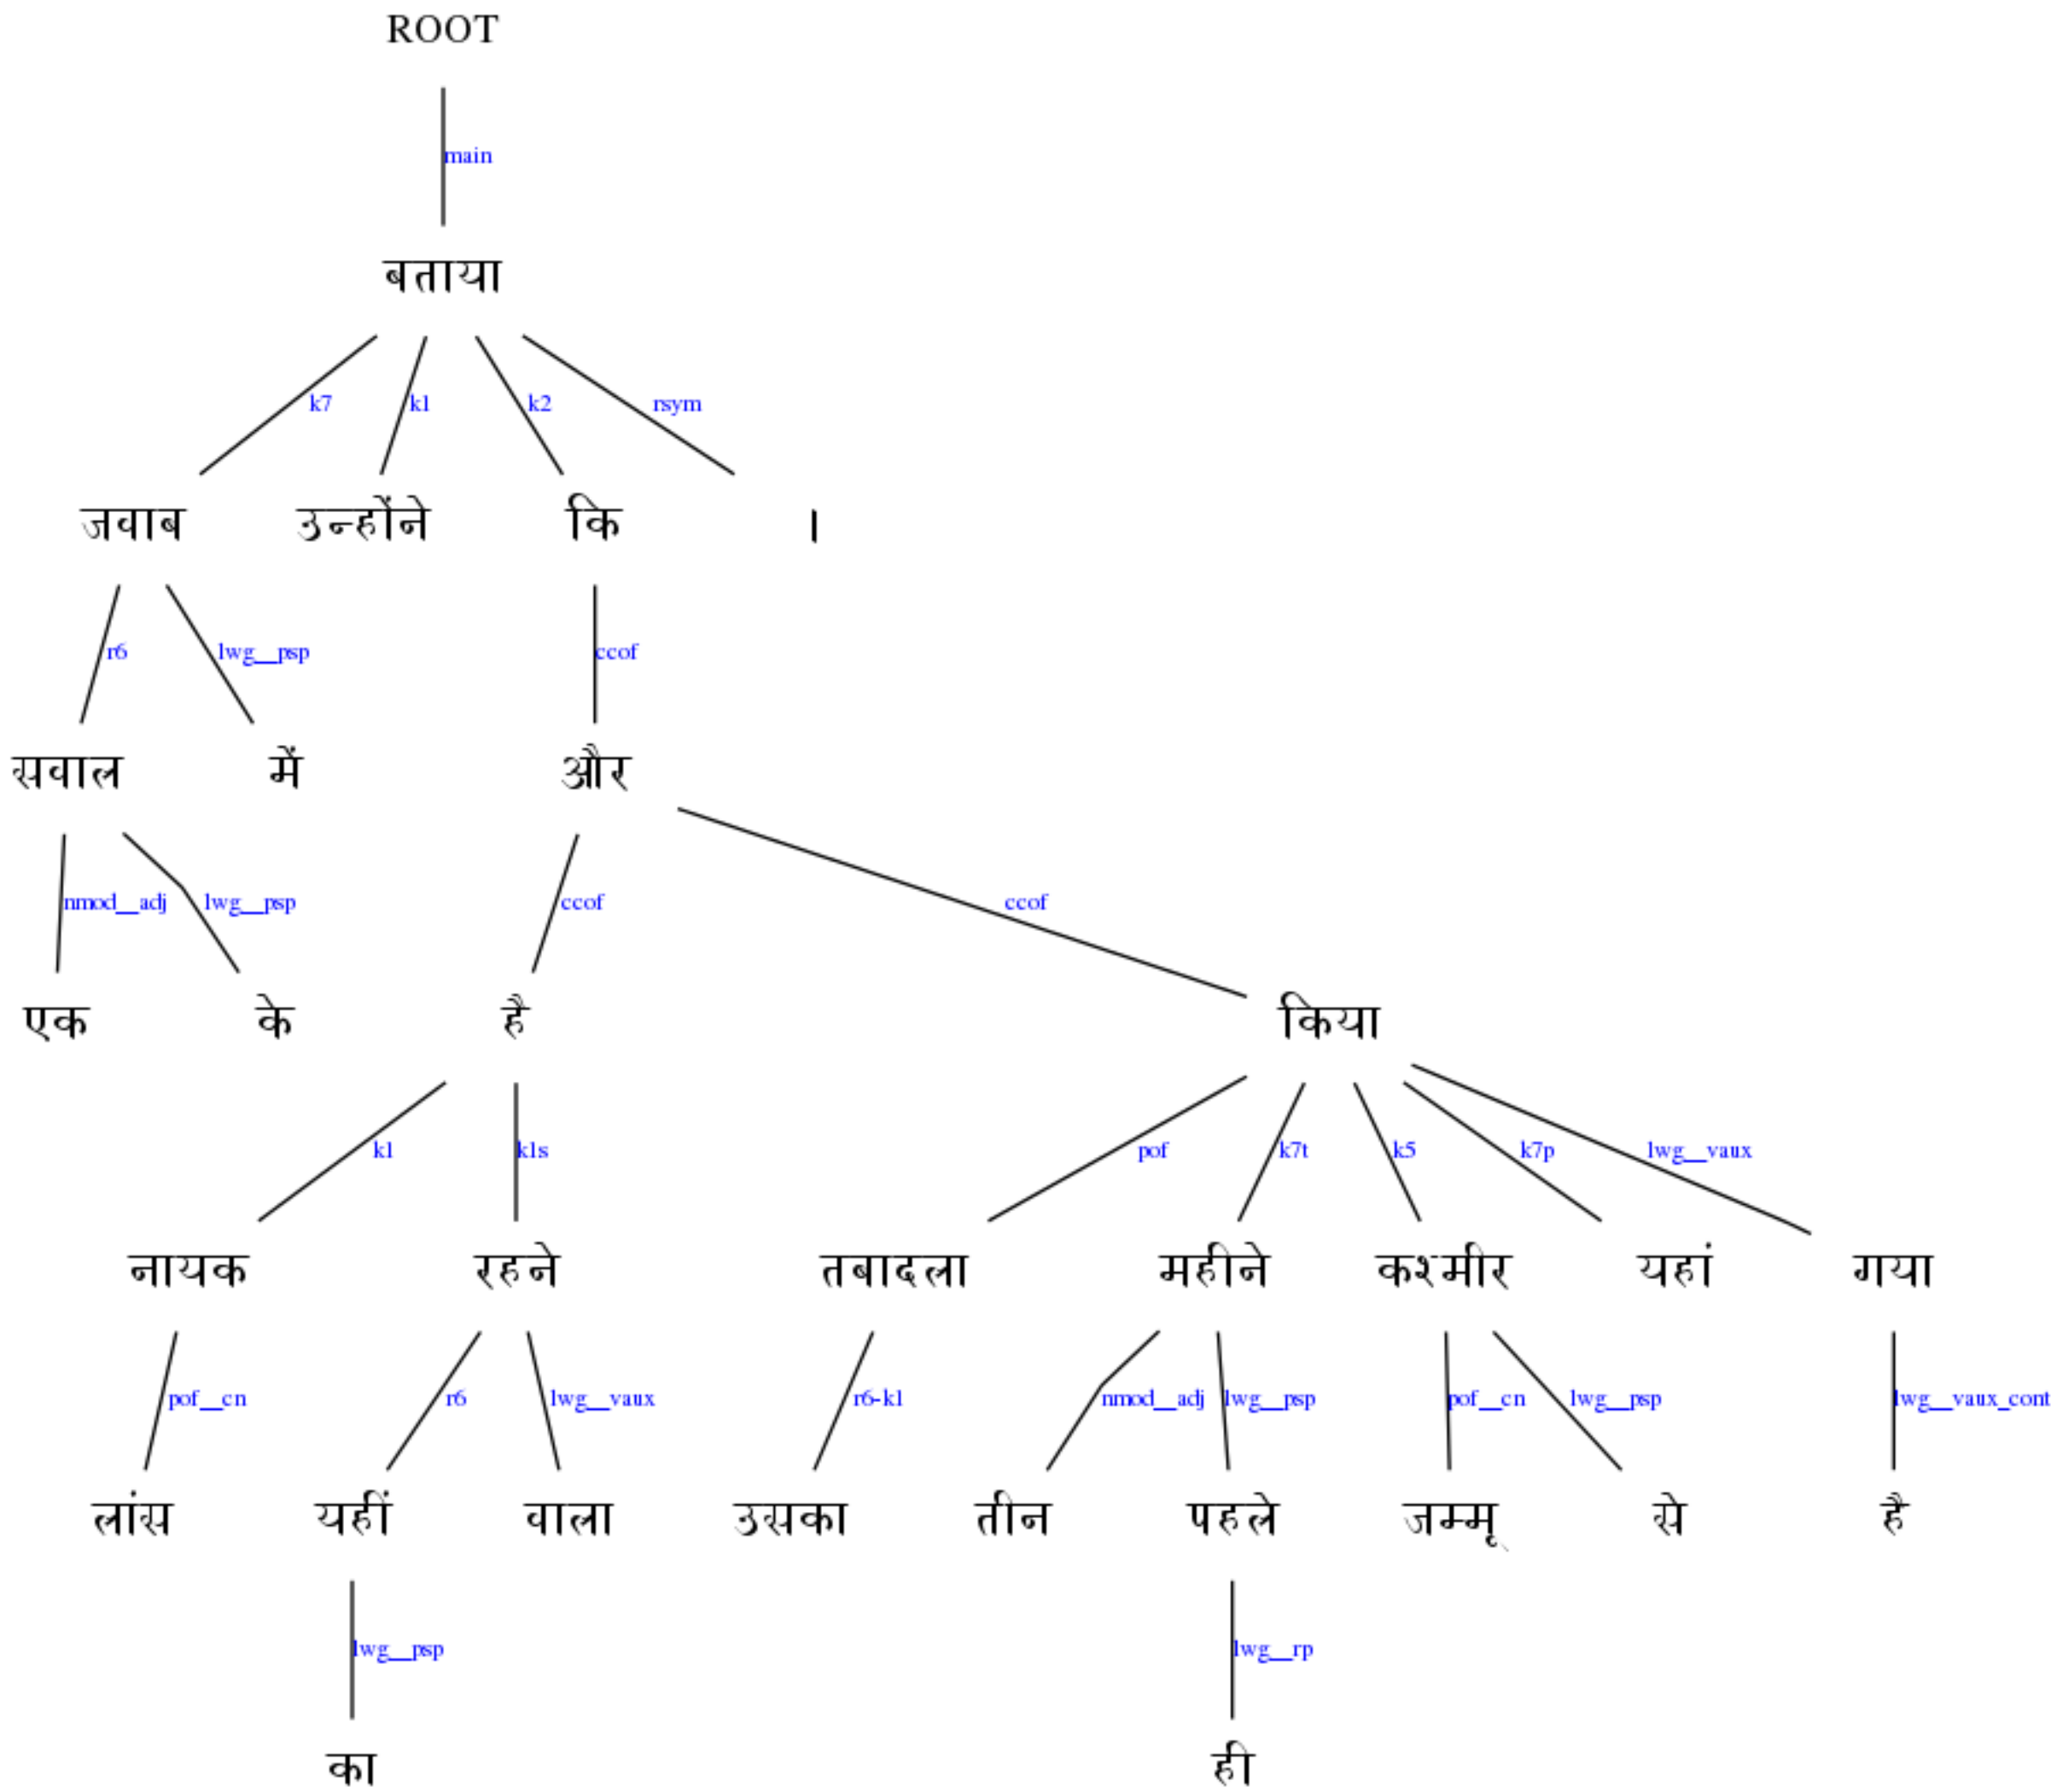 ROOT
main
बताया
k7 k1 k2 rsym
जवाब उन्होंने कि ।
r6 lwg__psp ccof
सवाल में और
nmod__adj lwg__psp ccof ccof
एक के है किया
k1 k1s pof k7t k5 k7p lwg__vaux
नायक रहने तबादला महीने कश्मीर यहां गया
pof__cn r6 lwg__vaux r6-k1 nmod__adj lwg__psp pof__cn lwg__psp lwg__vaux_cont
लांस यहीं वाला उसका तीन पहले जम्मू से है
lwg__psp lwg__rp
का ही